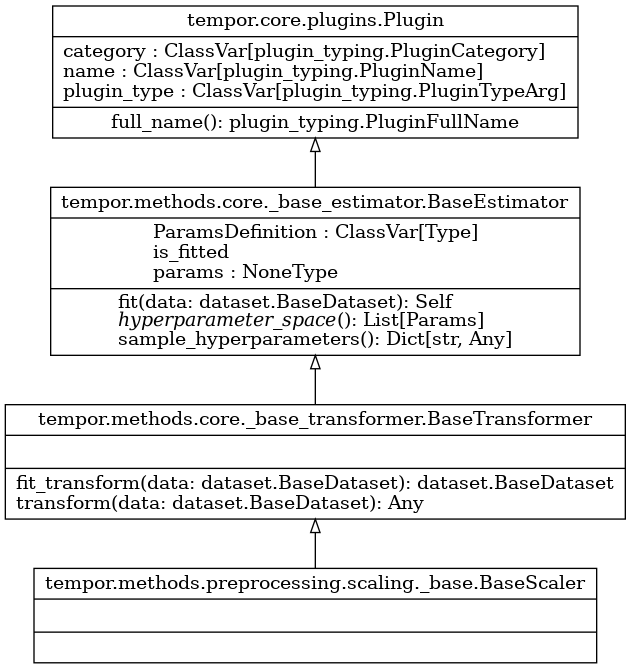 tempor.core.plugins.Plugin
category : ClassVar[plugin_typing.PluginCategory]
name : ClassVar[plugin_typing.PluginName]
plugin_type : ClassVar[plugin_typing.PluginTypeArg]
full_name(): plugin_typing.PluginFullName
tempor.methods.core._base_estimator.BaseEstimator
ParamsDefinition : ClassVar[Type]
is_fitted
params : NoneType
fit(data: dataset.BaseDataset): Self
hyperparameter_space(): List[Params]
sample_hyperparameters(): Dict[str, Any]
tempor.methods.core._base_transformer.BaseTransformer
fit_transform(data: dataset.BaseDataset): dataset.BaseDataset
transform(data: dataset.BaseDataset): Any
tempor.methods.preprocessing.scaling._base.BaseScaler